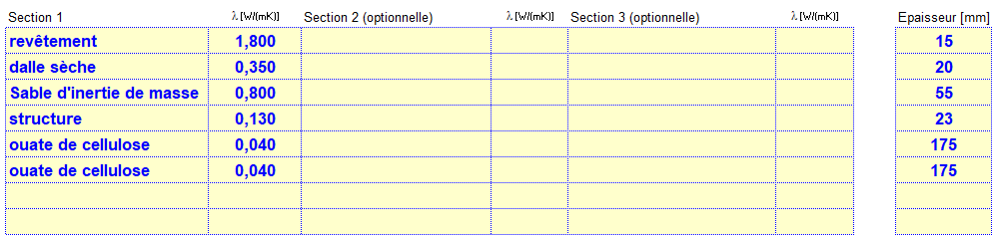 Section 1 λ [W/(mK)] Section 2 (optionnelle) λ [W/(mK)] Section 3 (optionnelle) λ [W/(mK)] Epaisseur [mm]
revêtement 1,800 15
dalle sèche 0,350 20
Sable d'inertie de masse 0,800 55
structure 0,130 23
ouate de cellulose 0,040 175
ouate de cellulose 0,040 175